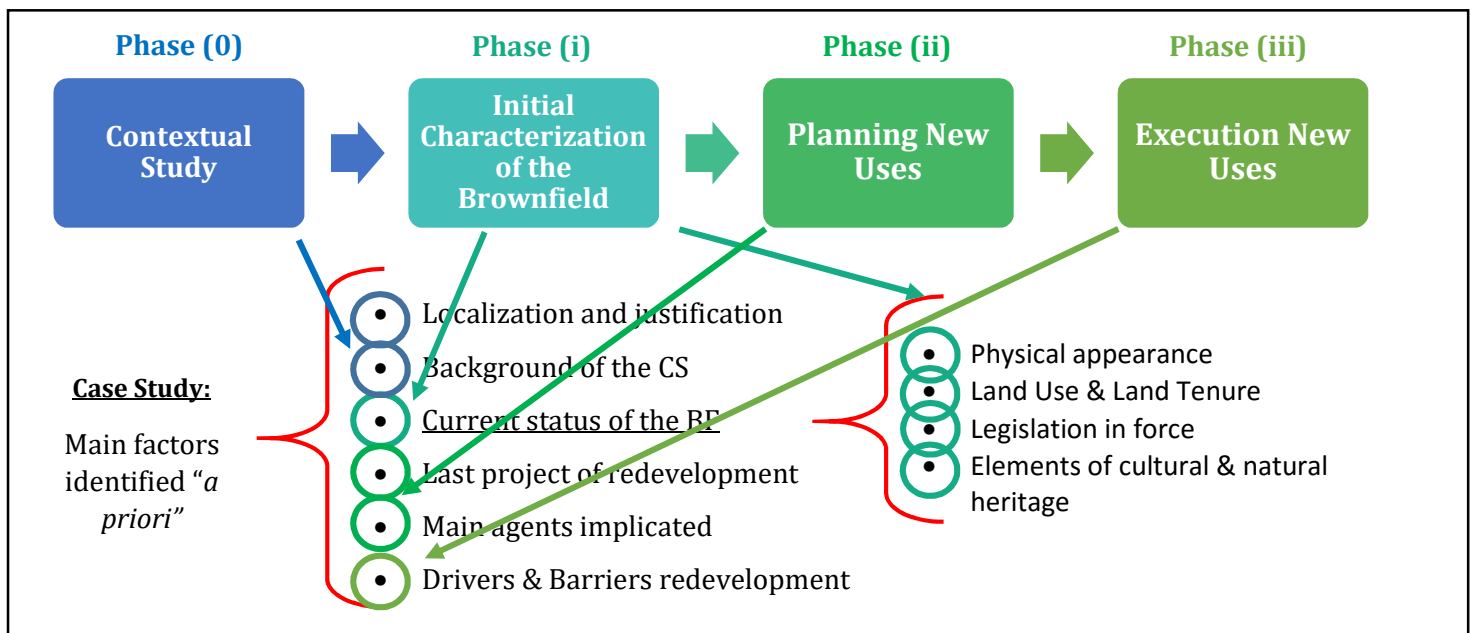 Phase (0)
Phase (i)
Phase (ii)
Phase (iii)
Contextual
Study
Initial
Characterization
of the
Brownfield
Planning New
Uses
Execution New
Uses
Case Study:
Main factors
identified “a
priori”
• Localization and justification
• Background of the CS
• Current status of the BF
• Last project of redevelopment
• Main agents implicated
• Drivers & Barriers redevelopment
• Physical appearance
• Land Use & Land Tenure
• Legislation in force
• Elements of cultural & natural
heritage